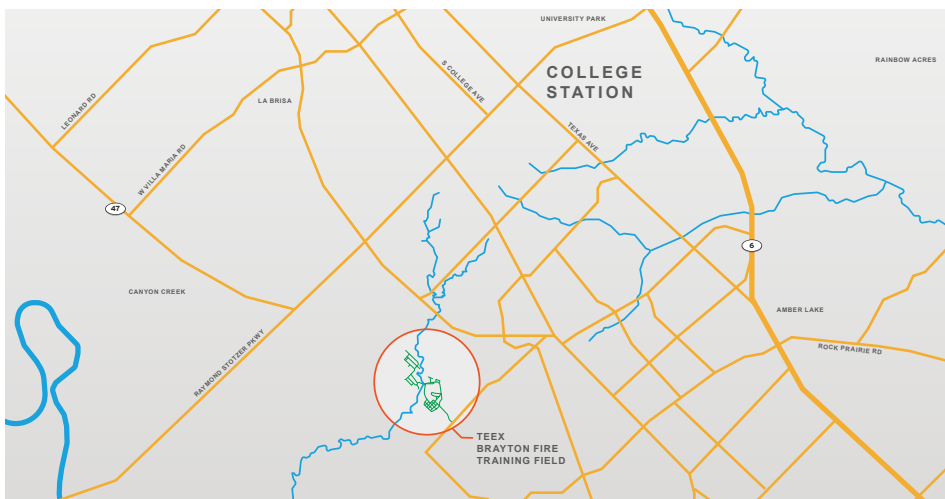 UNIVERSITY PARK
RAINBOW ACRES
S COLLEGE AVE
COLLEGE
STATION
LEONARD RD
LA BRISA
TEXAS AVE
W VILLA MARIA RD
47
6
CANYON CREEK
AMBER LAKE
ROCK PRAIRIE RD
RAYMOND STOTZER PKWY
TEEX
BRAYTON FIRE
TRAINING FIELD